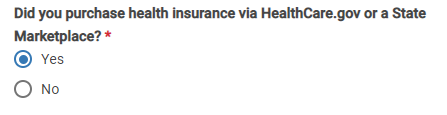 Did you purchase health insurance via HealthCare.gov or a State
Marketplace? *
Yes
No